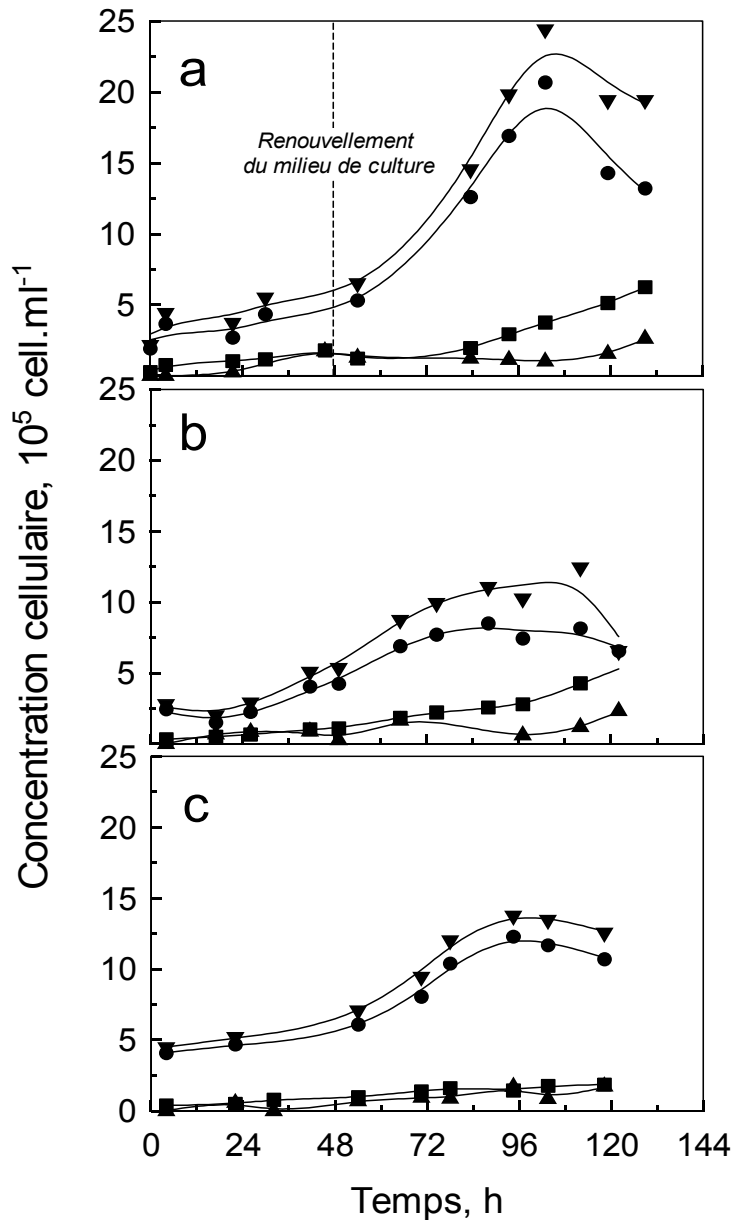 25
20
15
10
5
a
Renouvellement
du milieu de culture
25
20
15
10
5
b
25
20
15
10
5
0
c
0 24 48 72 96 120 144
Temps, h
Concentration cellulaire, 10⁵ cell.ml⁻¹